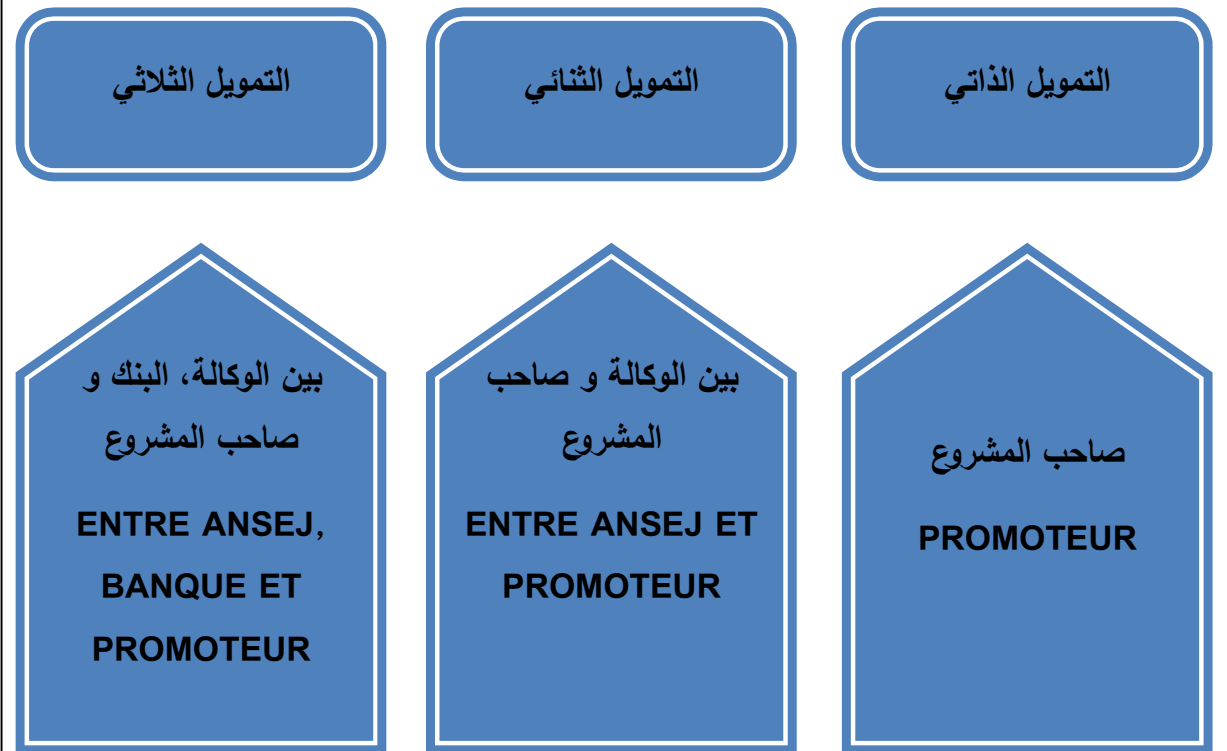 التمويل الذاتي
التمويل الثنائي
التمويل الثلاثي
صاحب المشروع
PROMOTEUR
بين الوكالة و صاحب
المشروع
ENTRE ANSEJ ET
PROMOTEUR
بين الوكالة، البنك و
صاحب المشروع
ENTRE ANSEJ,
BANQUE ET
PROMOTEUR